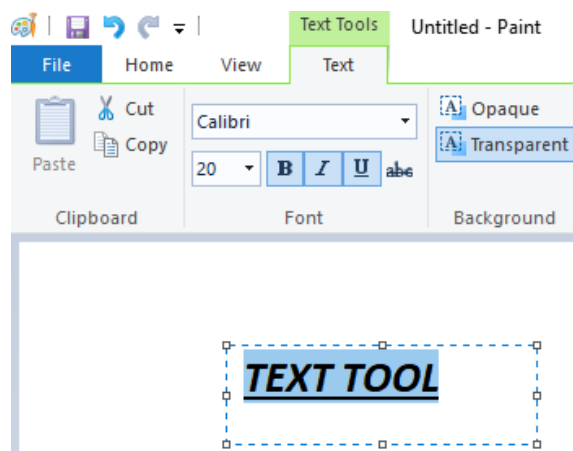 Text Tools Untitled - Paint
File Home View Text
Cut
Copy
Paste
Clipboard
Calibri
20 B I U abc
Font
A Opaque
A Transparent
Background
TEXT TOOL